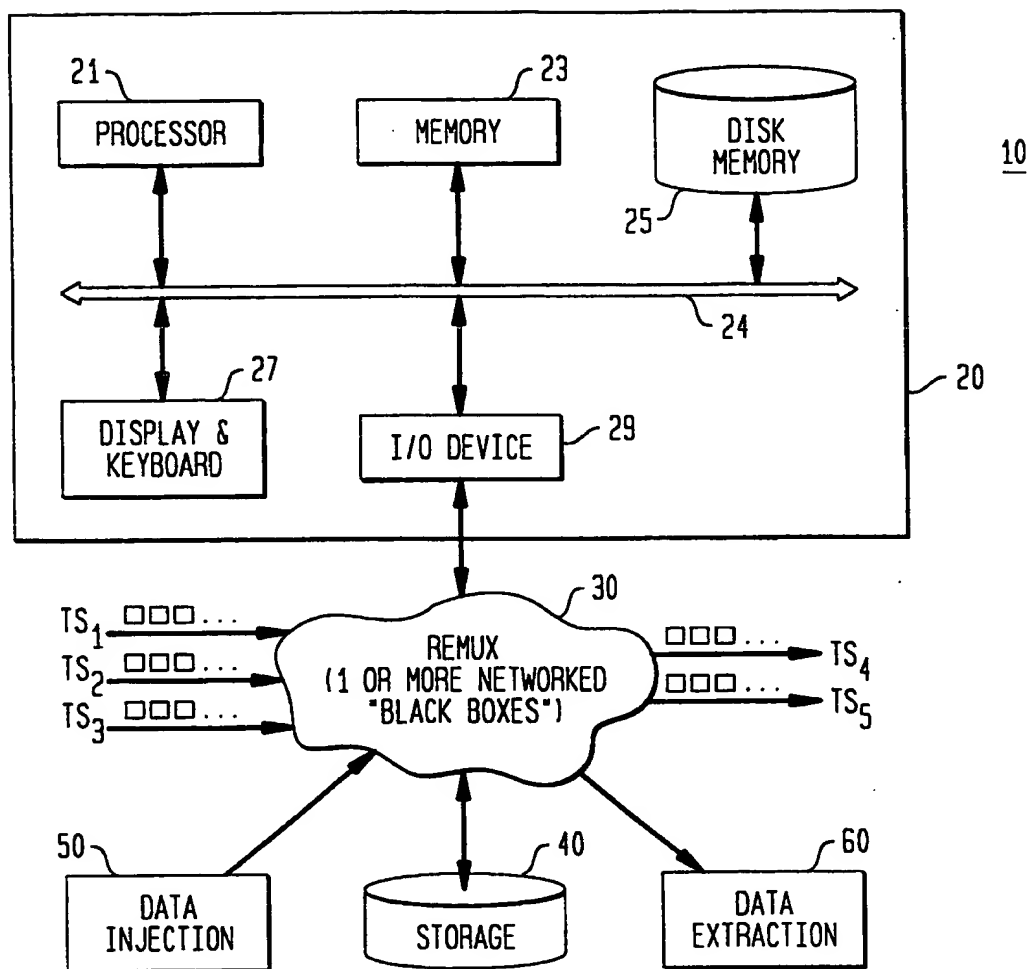 21
PROCESSOR
23
MEMORY
DISK
MEMORY
25
10
24
27
DISPLAY &
KEYBOARD
I/O DEVICE
29
20
30
REMUX
(1 OR MORE NETWORKED
"BLACK BOXES")
TS1 ...
TS2 ...
TS3 ...
... TS4
... TS5
50
DATA
INJECTION
40
STORAGE
60
DATA
EXTRACTION